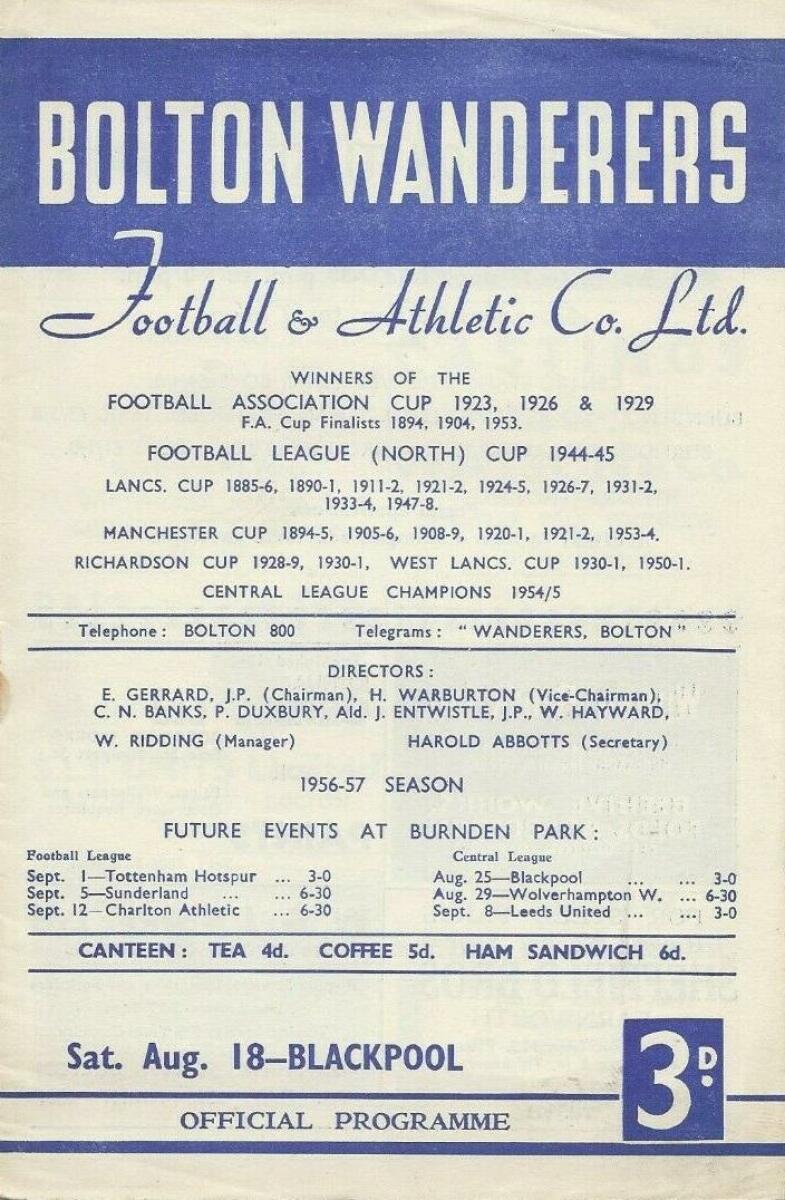 BOLTON WANDERERS
Football & Athletic Co. Ltd.
WINNERS OF THE
FOOTBALL ASSOCIATION CUP 1923, 1926 & 1929
F.A. Cup Finalists 1894, 1904, 1953.
FOOTBALL LEAGUE (NORTH) CUP 1944-45
LANCS. CUP 1885-6, 1890-1, 1911-2, 1921-2, 1924-5, 1926-7, 1931-2,
1933-4, 1947-8.
MANCHESTER CUP 1894-5, 1905-6, 1908-9, 1920-1, 1921-2, 1953-4.
RICHARDSON CUP 1928-9, 1930-1, WEST LANCS. CUP 1930-1, 1950-1.
CENTRAL LEAGUE CHAMPIONS 1954/5
Telephone: BOLTON 800 Telegrams: "WANDERERS, BOLTON"
DIRECTORS:
E. GERRARD, J.P. (Chairman), H. WARBURTON (Vice-Chairman),
C. N. BANKS, P. DUXBURY, Ald. J. ENTWISTLE, J.P., W. HAYWARD,
W. RIDDING (Manager) HAROLD ABBOTTS (Secretary)
1956-57 SEASON
FUTURE EVENTS AT BURNDEN PARK:
Football League
Sept. 1—Tottenham Hotspur ... 3-0
Sept. 5—Sunderland ... ... 6-30
Sept. 12—Charlton Athletic ... 6-30
Central League
Aug. 25—Blackpool ... ... 3-0
Aug. 29—Wolverhampton W. ... 6-30
Sept. 8—Leeds United ... ... 3-0
CANTEEN: TEA 4d. COFFEE 5d. HAM SANDWICH 6d.
Sat. Aug. 18—BLACKPOOL
3D.
OFFICIAL PROGRAMME